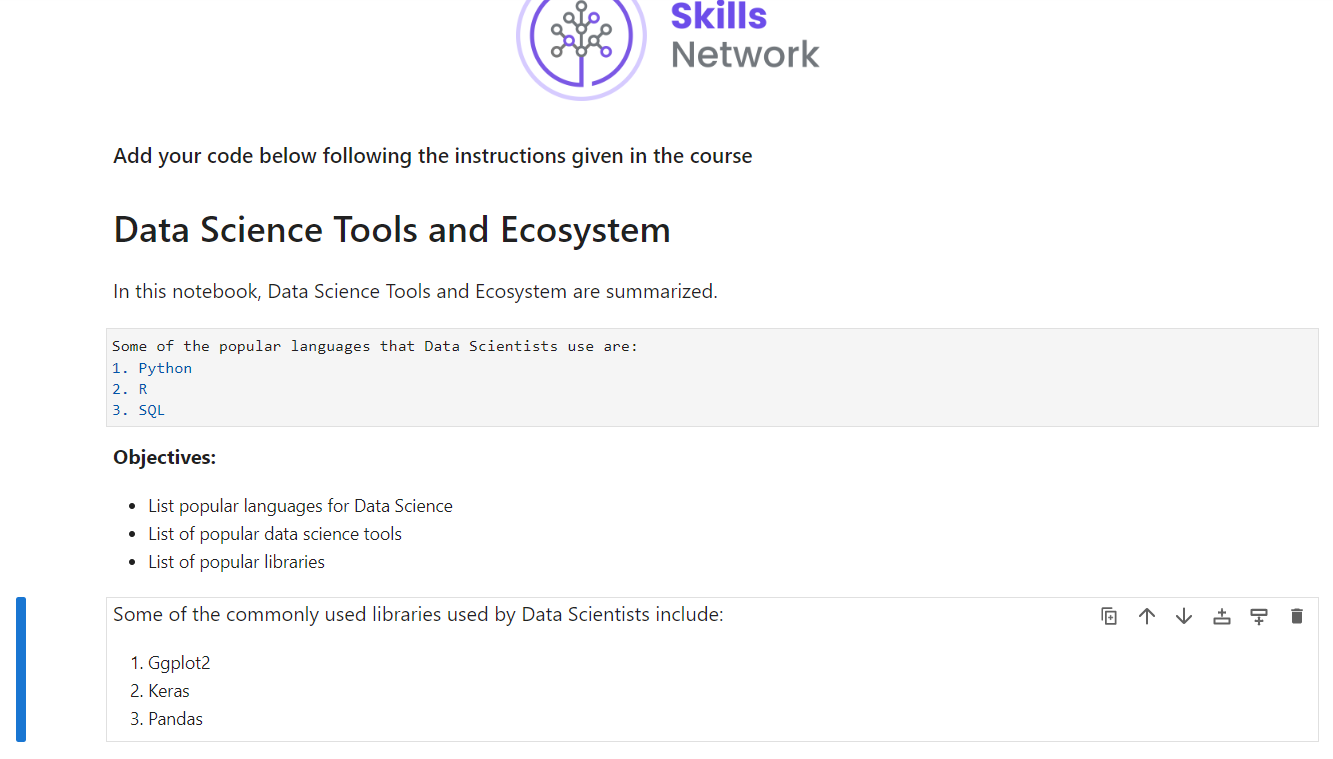 Skills
Network
Add your code below following the instructions given in the course
Data Science Tools and Ecosystem
In this notebook, Data Science Tools and Ecosystem are summarized.
Some of the popular languages that Data Scientists use are:
1. Python
2. R
3. SQL
Objectives:
• List popular languages for Data Science
• List of popular data science tools
• List of popular libraries
Some of the commonly used libraries used by Data Scientists include:
1. Ggplot2
2. Keras
3. Pandas